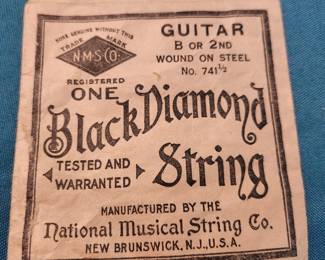 NONE GENUINE WITHOUT THIS
TRADE MARK
N.M.S.CO.
REGISTERED
GUITAR
B OR 2ND
WOUND ON STEEL
No. 741½
ONE
Black Diamond
TESTED AND
WARRANTED
String
MANUFACTURED BY THE
National Musical String Co.
NEW BRUNSWICK, N.J., U.S.A.